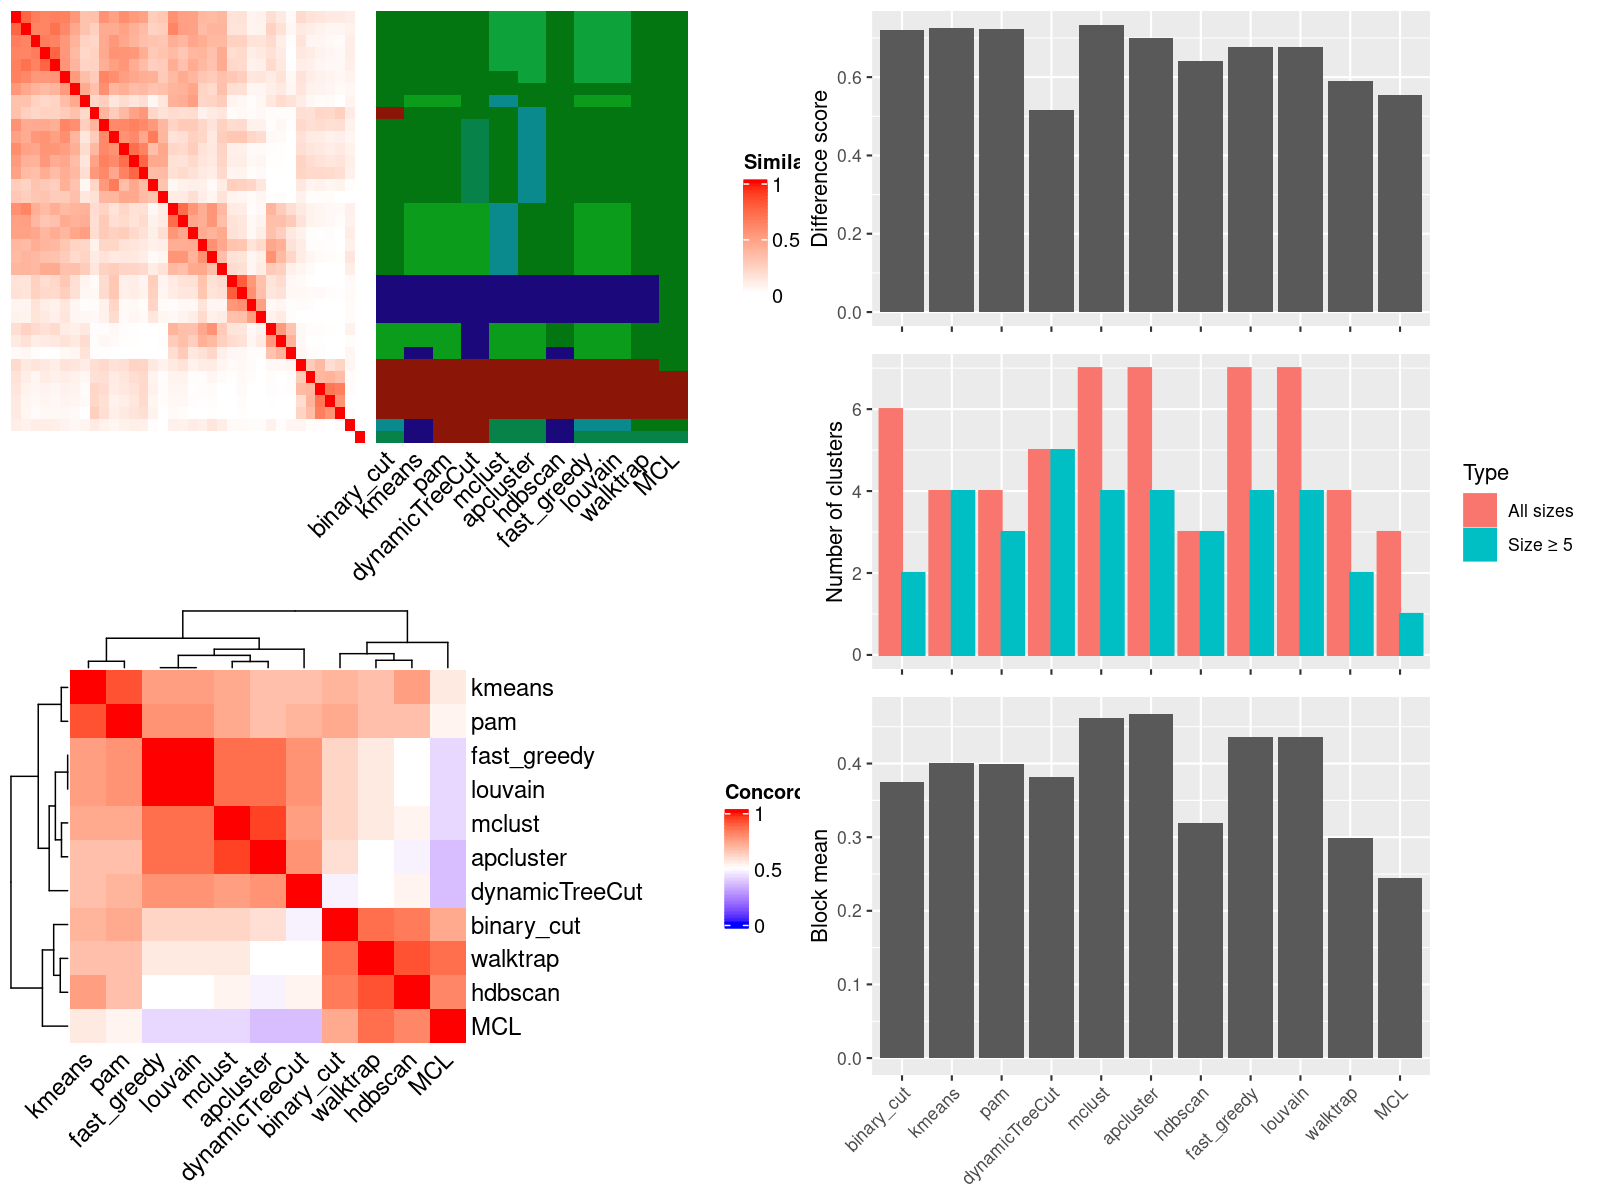 Simila
1
0.5
0
binary_cut
kmeans
pam
dynamicTreeCut
mclust
apcluster
hdbscan
fast_greedy
louvain
walktrap
MCL
kmeans
pam
fast_greedy
louvain
mclust
apcluster
dynamicTreeCut
binary_cut
walktrap
hdbscan
MCL
kmeans
pam
fast_greedy
louvain
mclust
apcluster
dynamicTreeCut
binary_cut
walktrap
hdbscan
MCL
Concord
1
0.5
0
Difference score
0.6
0.4
0.2
0.0
Number of clusters
6
4
2
0
Type
All sizes
Size ≥ 5
Block mean
0.4
0.3
0.2
0.1
0.0
binary_cut
kmeans
pam
dynamicTreeCut
mclust
apcluster
hdbscan
fast_greedy
louvain
walktrap
MCL